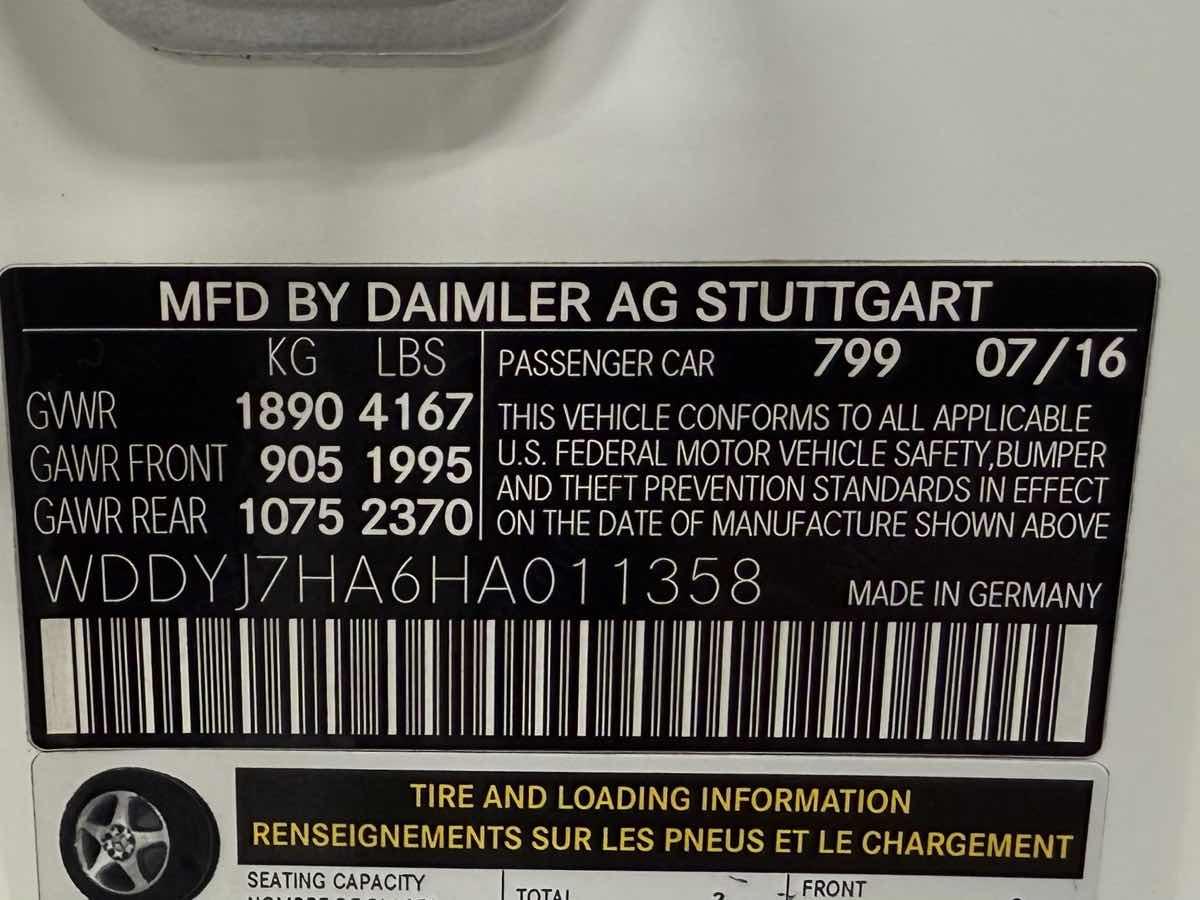 MFD BY DAIMLER AG STUTTGART
KG LBS
GVWR 1890 4167
GAWR FRONT 905 1995
GAWR REAR 1075 2370
PASSENGER CAR 799 07/16
THIS VEHICLE CONFORMS TO ALL APPLICABLE
U.S. FEDERAL MOTOR VEHICLE SAFETY,BUMPER
AND THEFT PREVENTION STANDARDS IN EFFECT
ON THE DATE OF MANUFACTURE SHOWN ABOVE
WDDYJ7HA6HA011358 MADE IN GERMANY
TIRE AND LOADING INFORMATION
RENSEIGNEMENTS SUR LES PNEUS ET LE CHARGEMENT
SEATING CAPACITY
TOTAL
FRONT